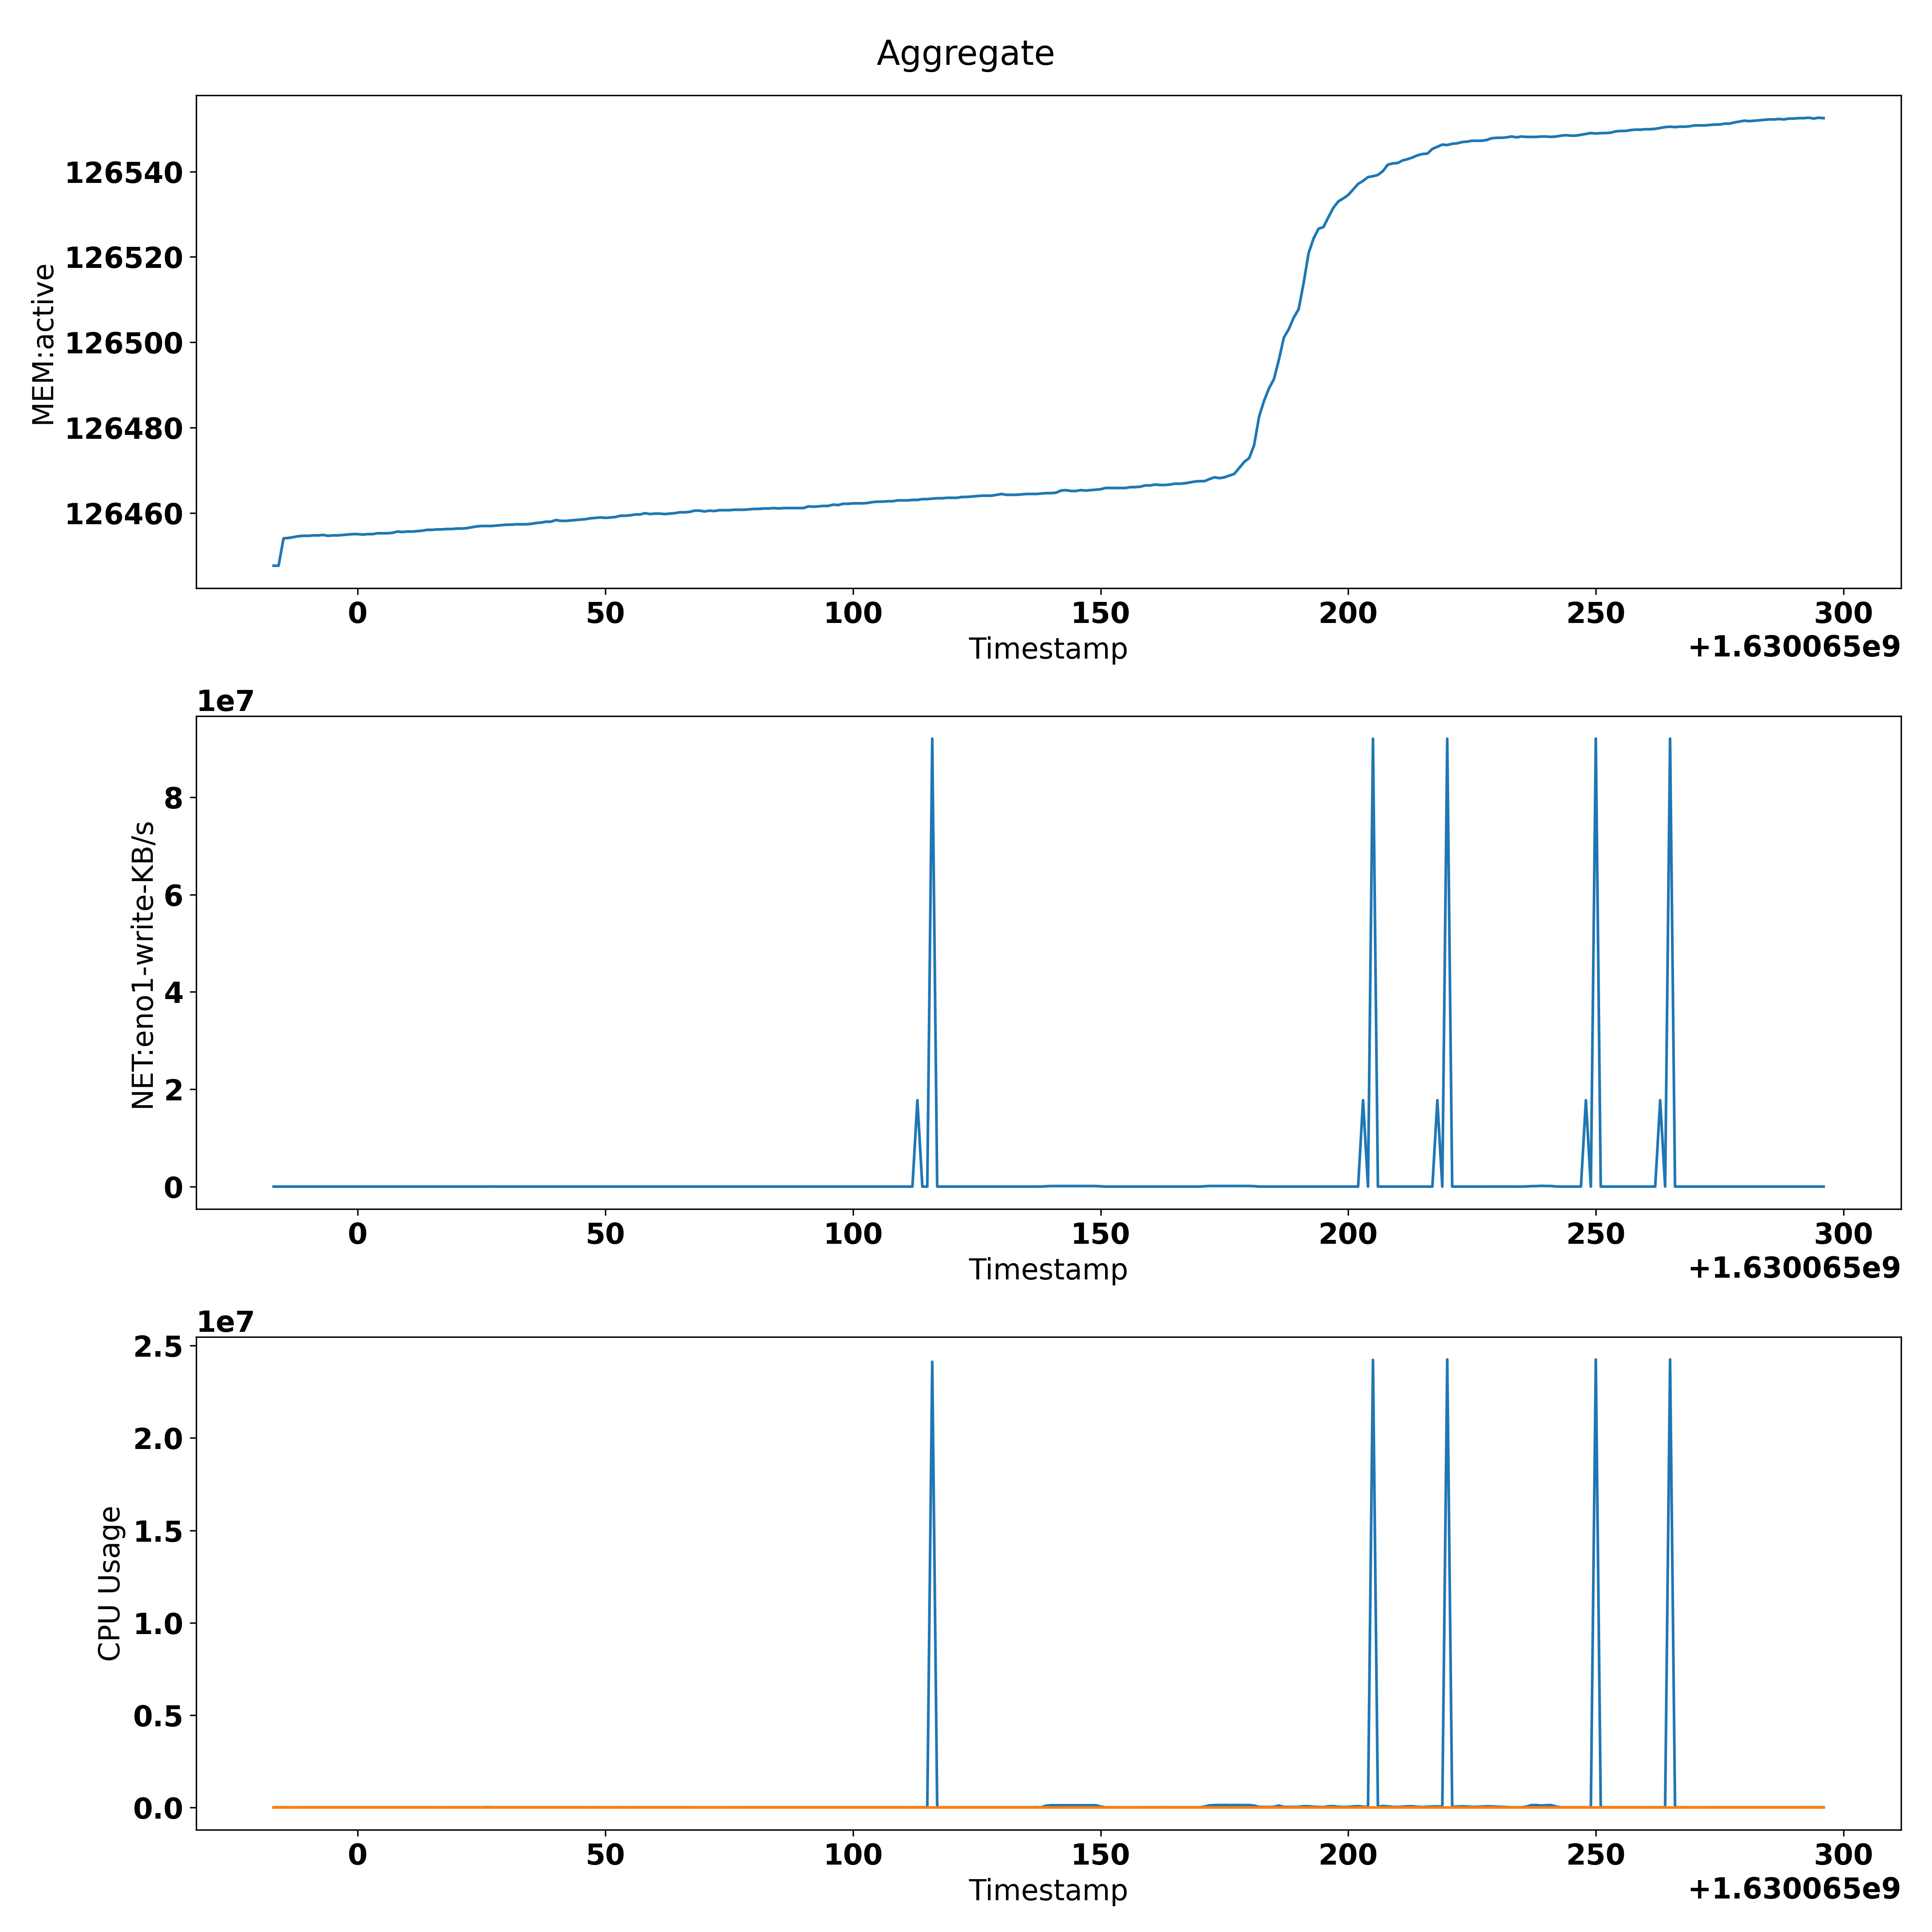 Aggregate
126540
126520
126500
126480
126460
MEM:active
0 50 100 150 200 250 300
Timestamp
+1.630065e9
1e7
8
6
4
2
0
NET:eno1-write-KB/s
0 50 100 150 200 250 300
Timestamp
+1.630065e9
1e7
2.5
2.0
1.5
1.0
0.5
0.0
CPU Usage
0 50 100 150 200 250 300
Timestamp
+1.630065e9